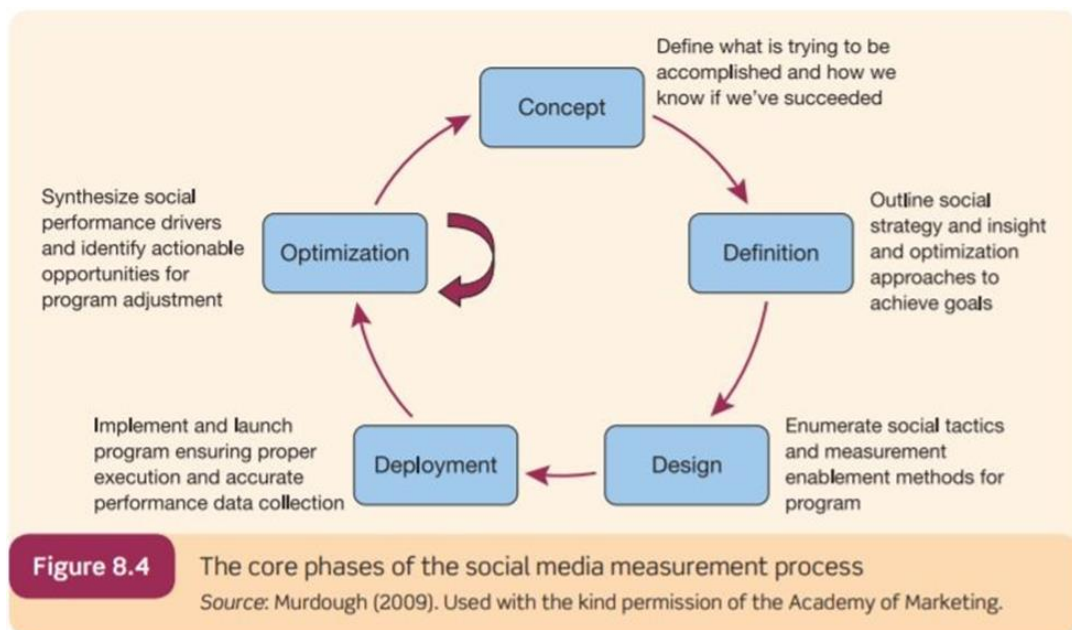 Concept
Define what is trying to be
accomplished and how we
know if we've succeeded
Definition
Outline social
strategy and insight
and optimization
approaches to
achieve goals
Design
Enumerate social tactics
and measurement
enablement methods for
program
Deployment
Implement and launch
program ensuring proper
execution and accurate
performance data collection
Optimization
Synthesize social
performance drivers
and identify actionable
opportunities for
program adjustment
Figure 8.4
The core phases of the social media measurement process
Source: Murdough (2009). Used with the kind permission of the Academy of Marketing.